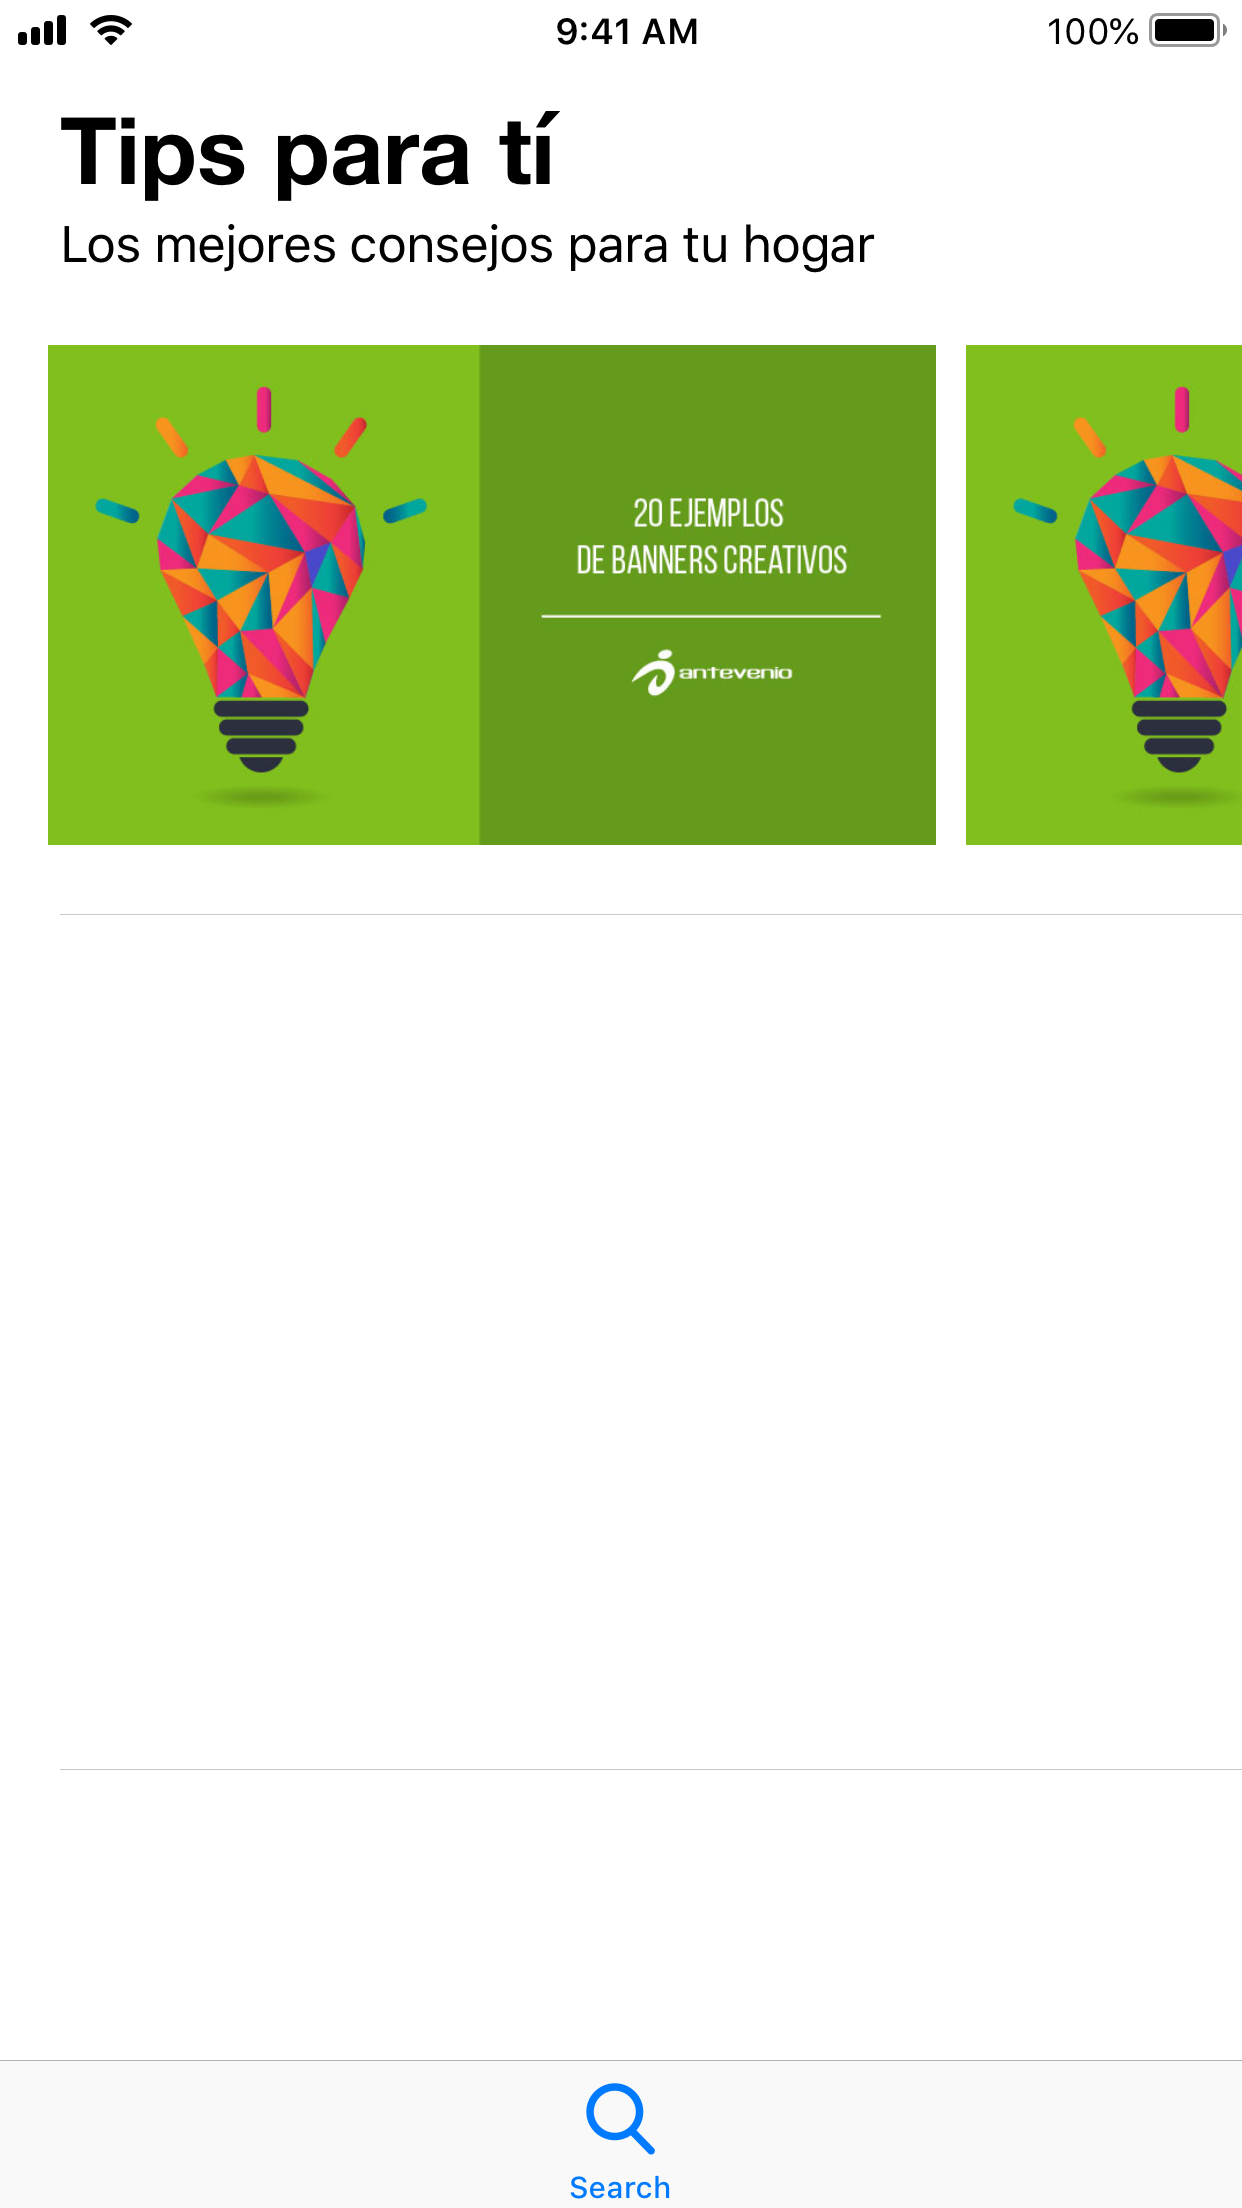 9:41 AM
100%
Tips para tí
Los mejores consejos para tu hogar
20 EJEMPLOS
DE BANNERS CREATIVOS
antevenio
Search